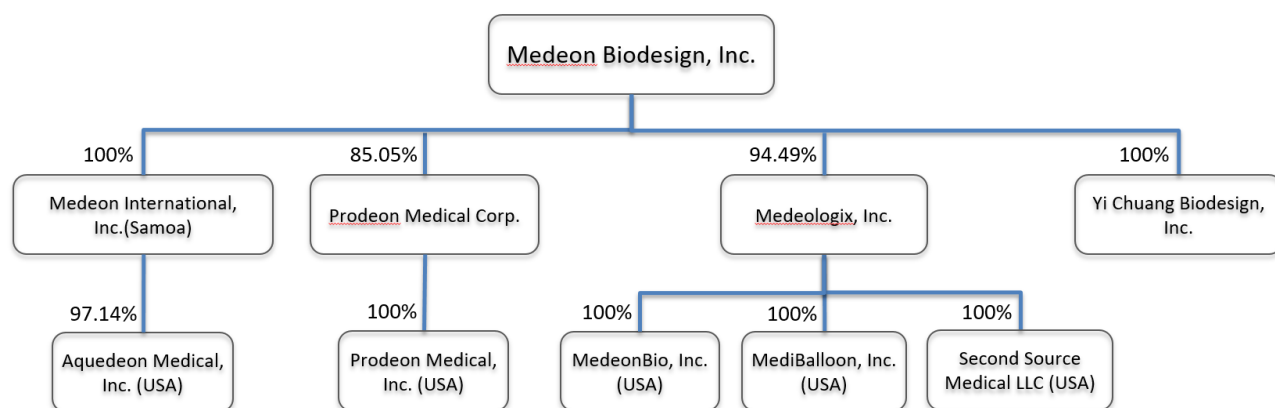 Medeon Biodesign, Inc.
100%
85.05%
94.49%
100%
Medeon International,
Inc.(Samoa)
Prodeon Medical Corp.
Medeologix, Inc.
Yi Chuang Biodesign,
Inc.
97.14%
100%
100%
100%
100%
Aquedeon Medical,
Inc. (USA)
Prodeon Medical,
Inc. (USA)
MedeonBio, Inc.
(USA)
MediBalloon, Inc.
(USA)
Second Source
Medical LLC (USA)